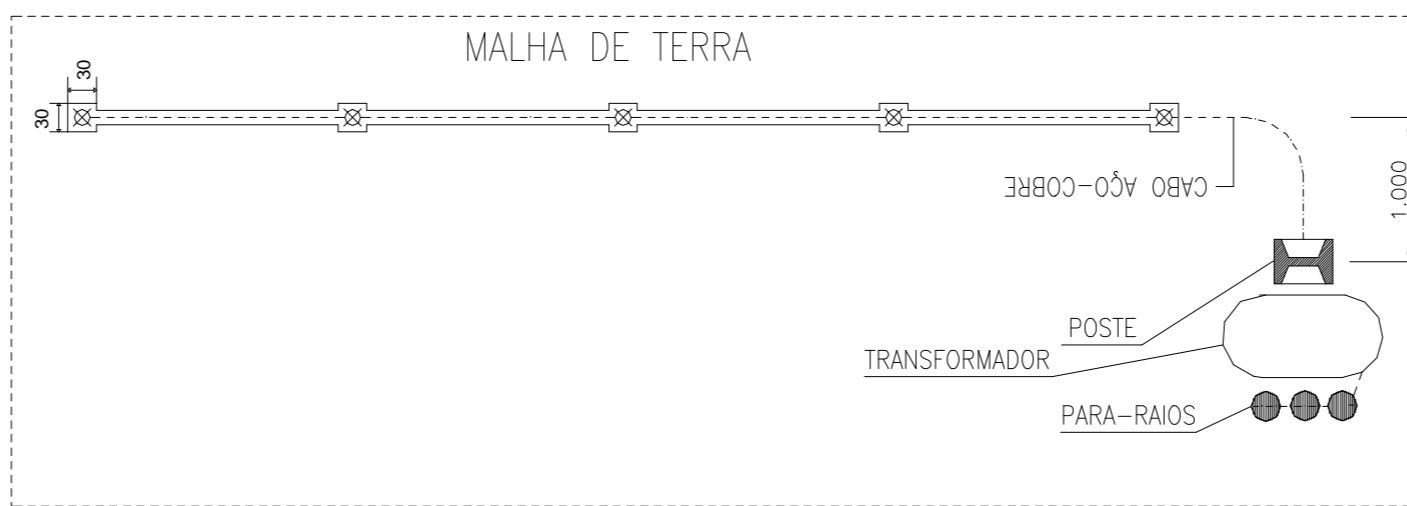 MALHA DE TERRA
30
30
CABO AÇO-COBRE
1.000
POSTE
TRANSFORMADOR
PARA-RAIOS